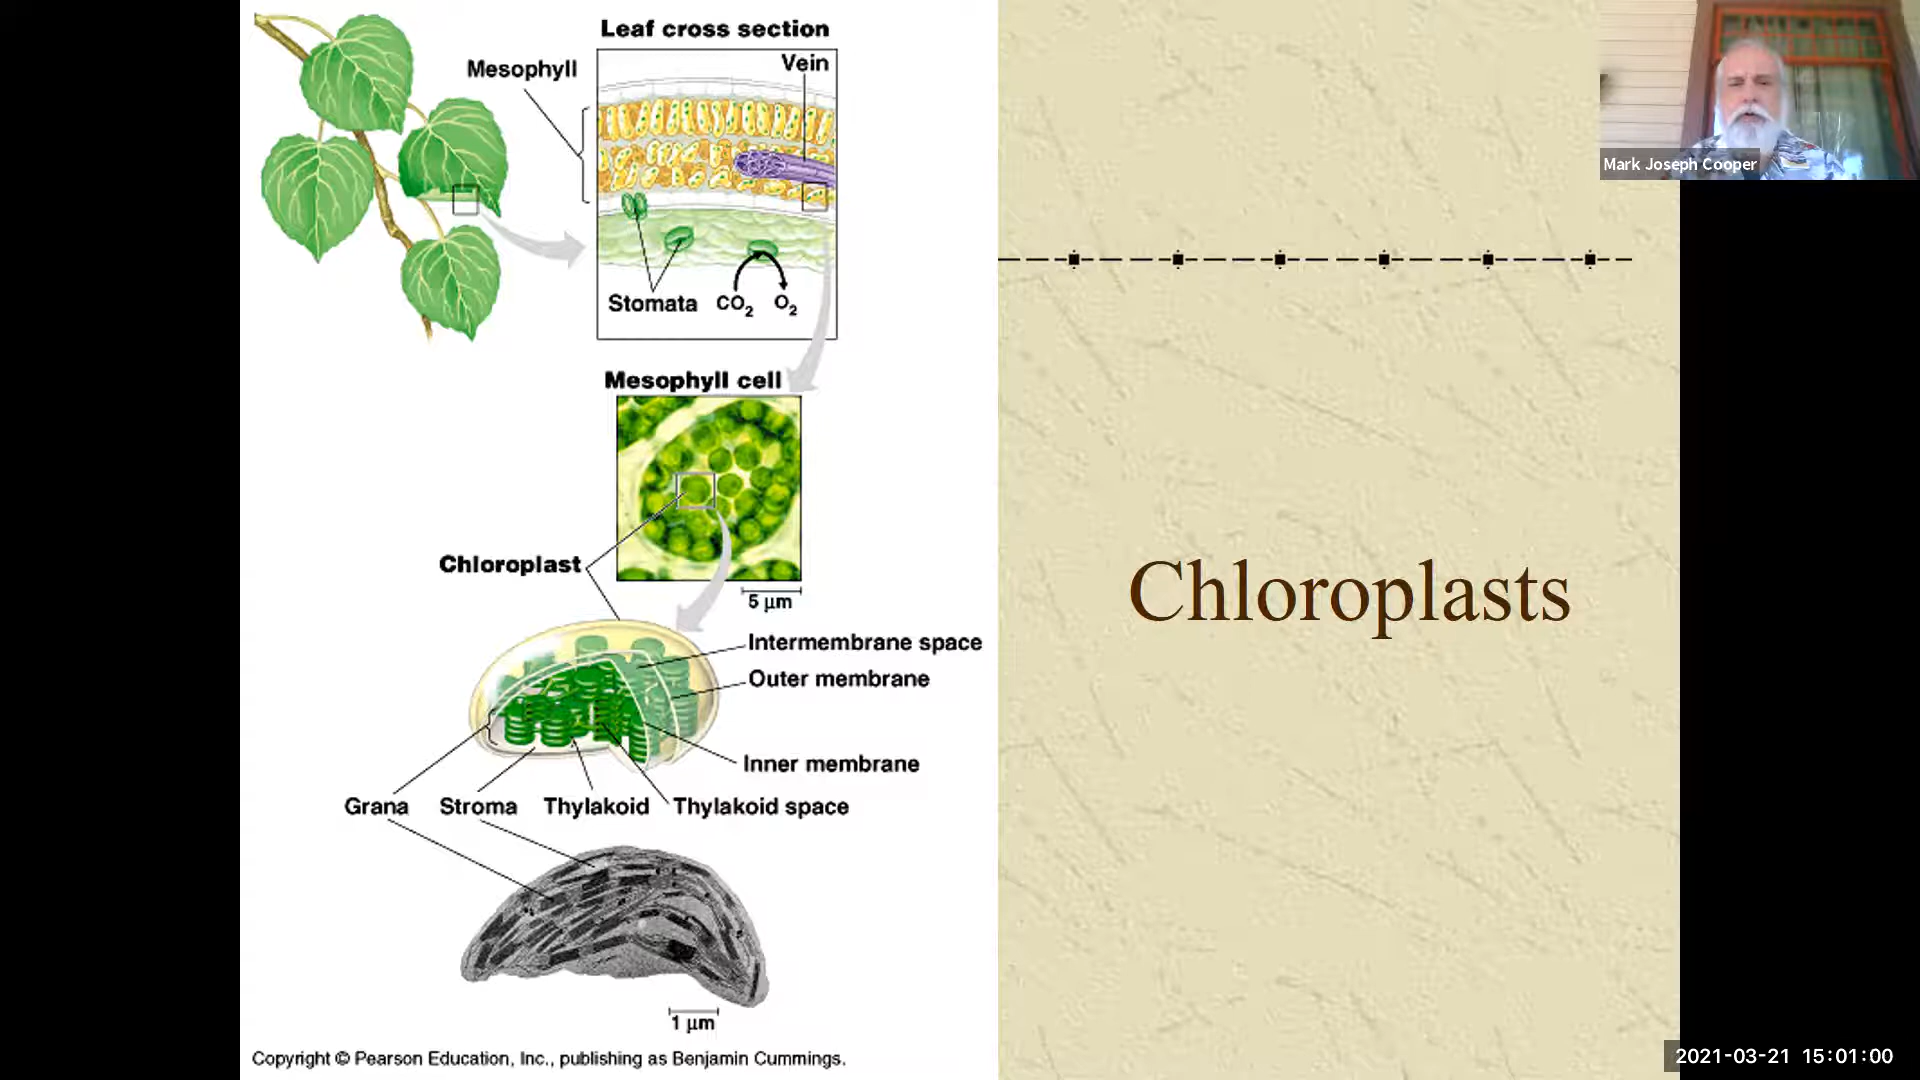 Leaf cross section
Vein
Mesophyll
Stomata
CO2
O2
Mesophyll cell
Chloroplast
5 µm
Intermembrane space
Outer membrane
Inner membrane
Grana
Stroma
Thylakoid
Thylakoid space
1 µm
Copyright © Pearson Education, Inc., publishing as Benjamin Cummings.
Chloroplasts
Mark Joseph Cooper
2021-03-21 15:01:00